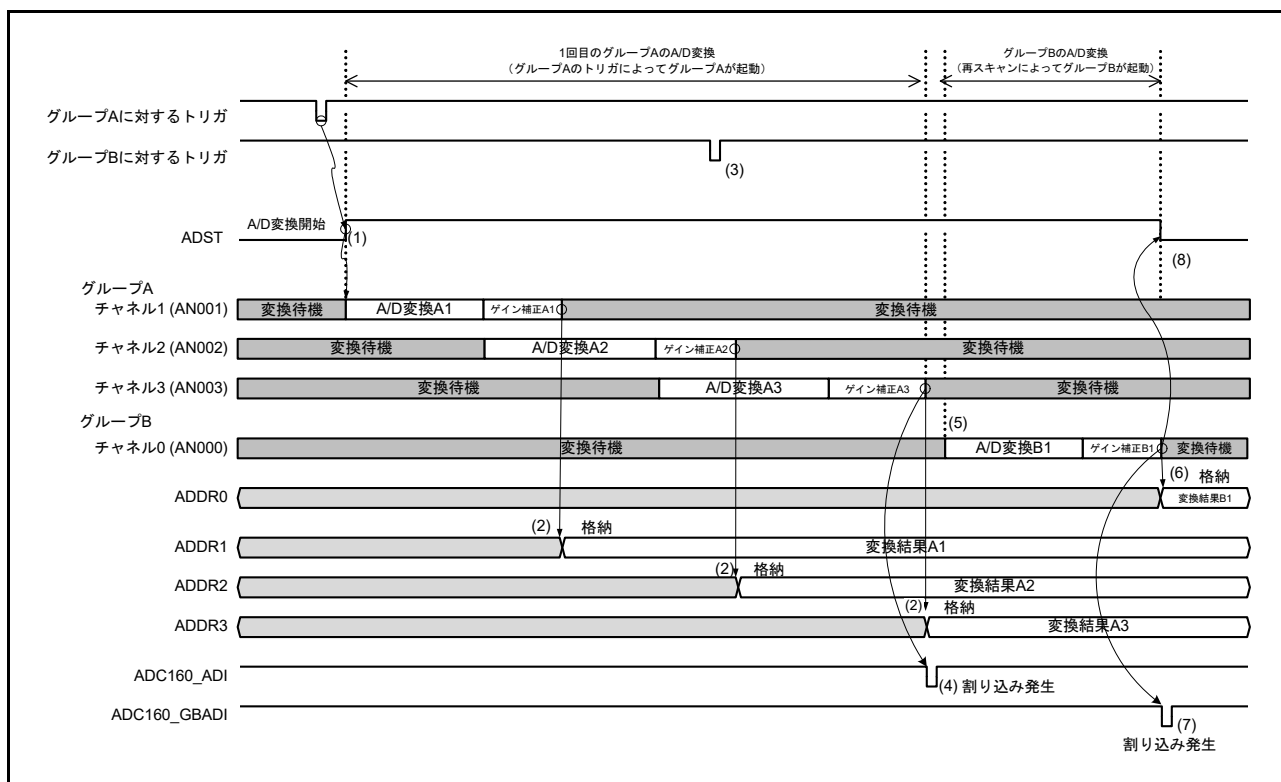 1回目のグループAのA/D変換
（グループAのトリガによってグループAが起動）
グループBのA/D変換
（再スキャンによってグループBが起動）
グループAに対するトリガ
グループBに対するトリガ
(3)
A/D変換開始
ADST
(1)
(8)
グループA
チャネル1 (AN001)
変換待機
A/D変換A1
ゲイン補正A1
変換待機
チャネル2 (AN002)
変換待機
A/D変換A2
ゲイン補正A2
変換待機
チャネル3 (AN003)
変換待機
A/D変換A3
ゲイン補正A3
変換待機
グループB
(5)
チャネル0 (AN000)
変換待機
A/D変換B1
ゲイン補正B1
変換待機
(6) 格納
ADDR0
変換結果B1
(2) 格納
ADDR1
変換結果A1
(2) 格納
ADDR2
変換結果A2
(2) 格納
ADDR3
変換結果A3
ADC160_ADI
(4) 割り込み発生
ADC160_GBADI
(7)
割り込み発生